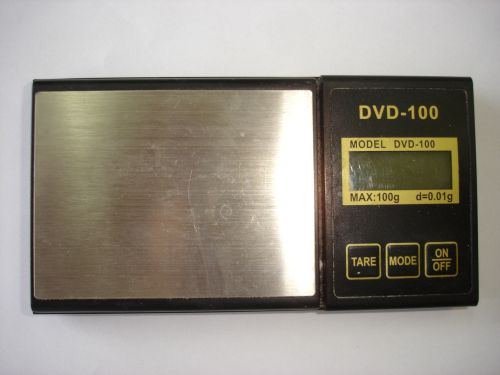 DVD-100
MODEL DVD-100
MAX:100g d=0.01g
TARE MODE ON
OFF